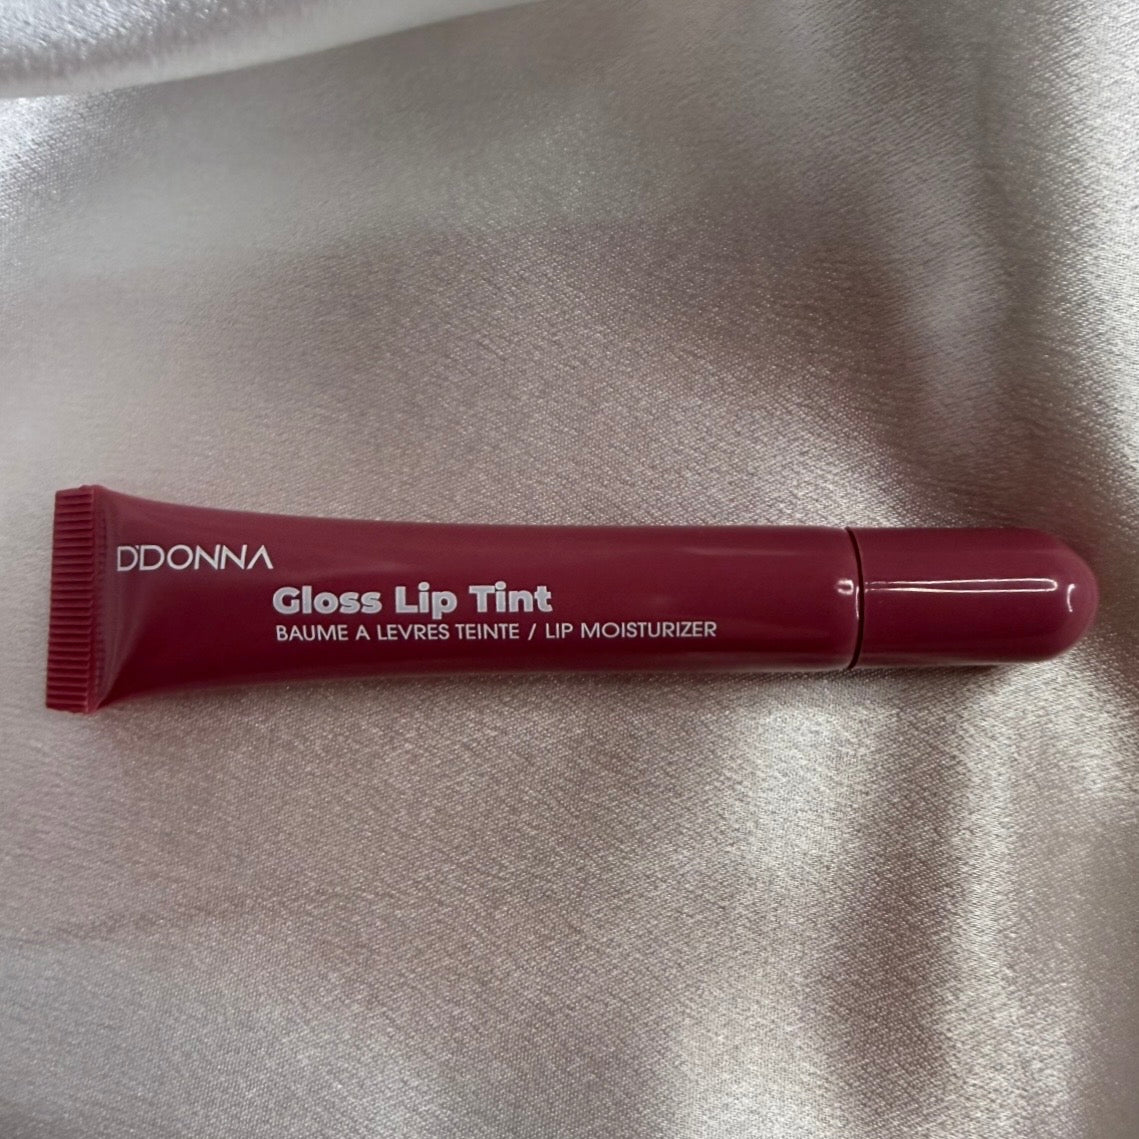 D'DONNA
Gloss Lip Tint
BAUME A LEVRES TEINTE / LIP MOISTURIZER